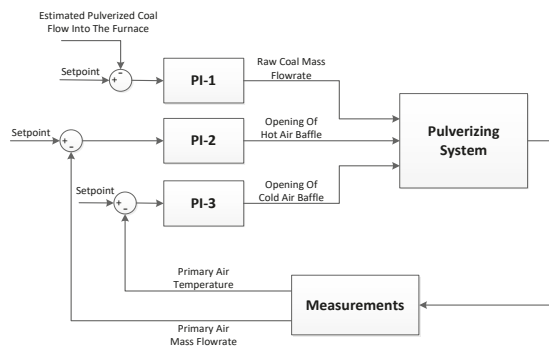 Estimated Pulverized Coal
Flow Into The Furnace
Setpoint
+
-
PI-1
Raw Coal Mass
Flowrate
Setpoint
+
-
PI-2
Opening Of
Hot Air Baffle
Pulverizing
System
Setpoint
+
-
PI-3
Opening Of
Cold Air Baffle
Primary Air
Temperature
Measurements
Primary Air
Mass Flowrate